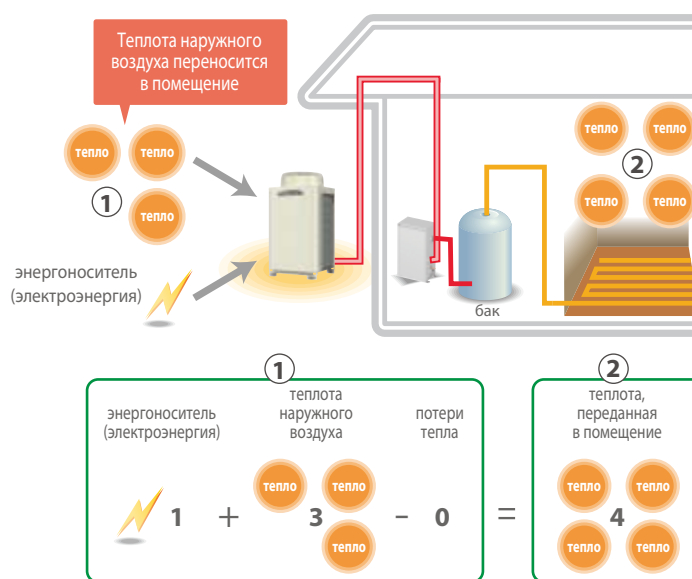 Теплота наружного
воздуха переносится
в помещение
тепло
тепло
тепло
1
энергоноситель
(электроэнергия)
тепло
тепло
2
тепло
тепло
бак
1
энергоноситель
(электроэнергия)
теплота
наружного
воздуха
потери
тепла
1
+
тепло
тепло
3
тепло
– 0
=
2
теплота,
переданная
в помещение
тепло
тепло
4
тепло
тепло